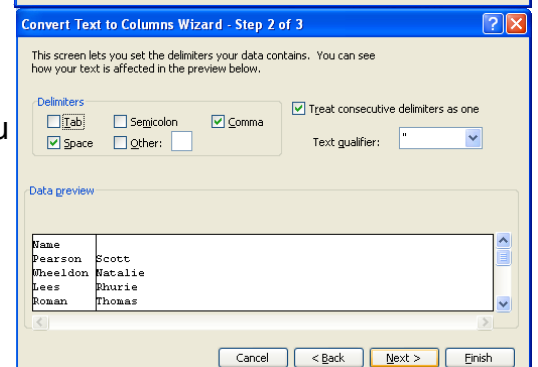 Convert Text to Columns Wizard - Step 2 of 3
This screen lets you set the delimiters your data contains. You can see
how your text is affected in the preview below.
Delimiters
Tab Semicolon Comma
Space Other:
Treat consecutive delimiters as one
Text qualifier: "
u
Data preview
Name
Pearson Scott
Wheeldon Natalie
Lees Rhurie
Roman Thomas
Cancel < Back Next > Finish